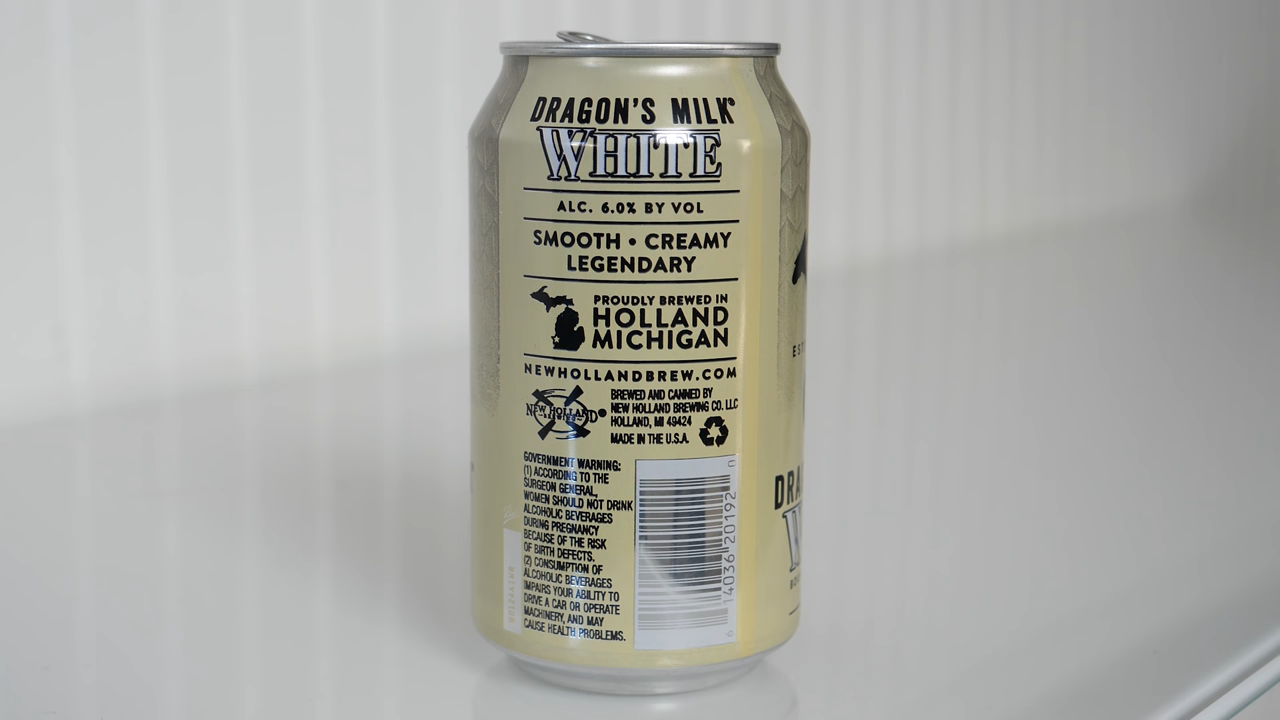 DRAGON'S MILK®
WHITE
ALC. 6.0% BY VOL
SMOOTH • CREAMY
LEGENDARY
PROUDLY BREWED IN
HOLLAND
MICHIGAN
NEWHOLLANDBREW.COM
NEW HOLLAND®
BREWED AND CANNED BY
NEW HOLLAND BREWING CO. LLC
HOLLAND, MI 49424
MADE IN THE U.S.A.
GOVERNMENT WARNING:
(1) ACCORDING TO THE
SURGEON GENERAL,
WOMEN SHOULD NOT DRINK
ALCOHOLIC BEVERAGES
DURING PREGNANCY
BECAUSE OF THE RISK
OF BIRTH DEFECTS.
(2) CONSUMPTION OF
ALCOHOLIC BEVERAGES
IMPAIRS YOUR ABILITY TO
DRIVE A CAR OR OPERATE
MACHINERY, AND MAY
CAUSE HEALTH PROBLEMS.
6 14036 20192 0
EST
DRA
W